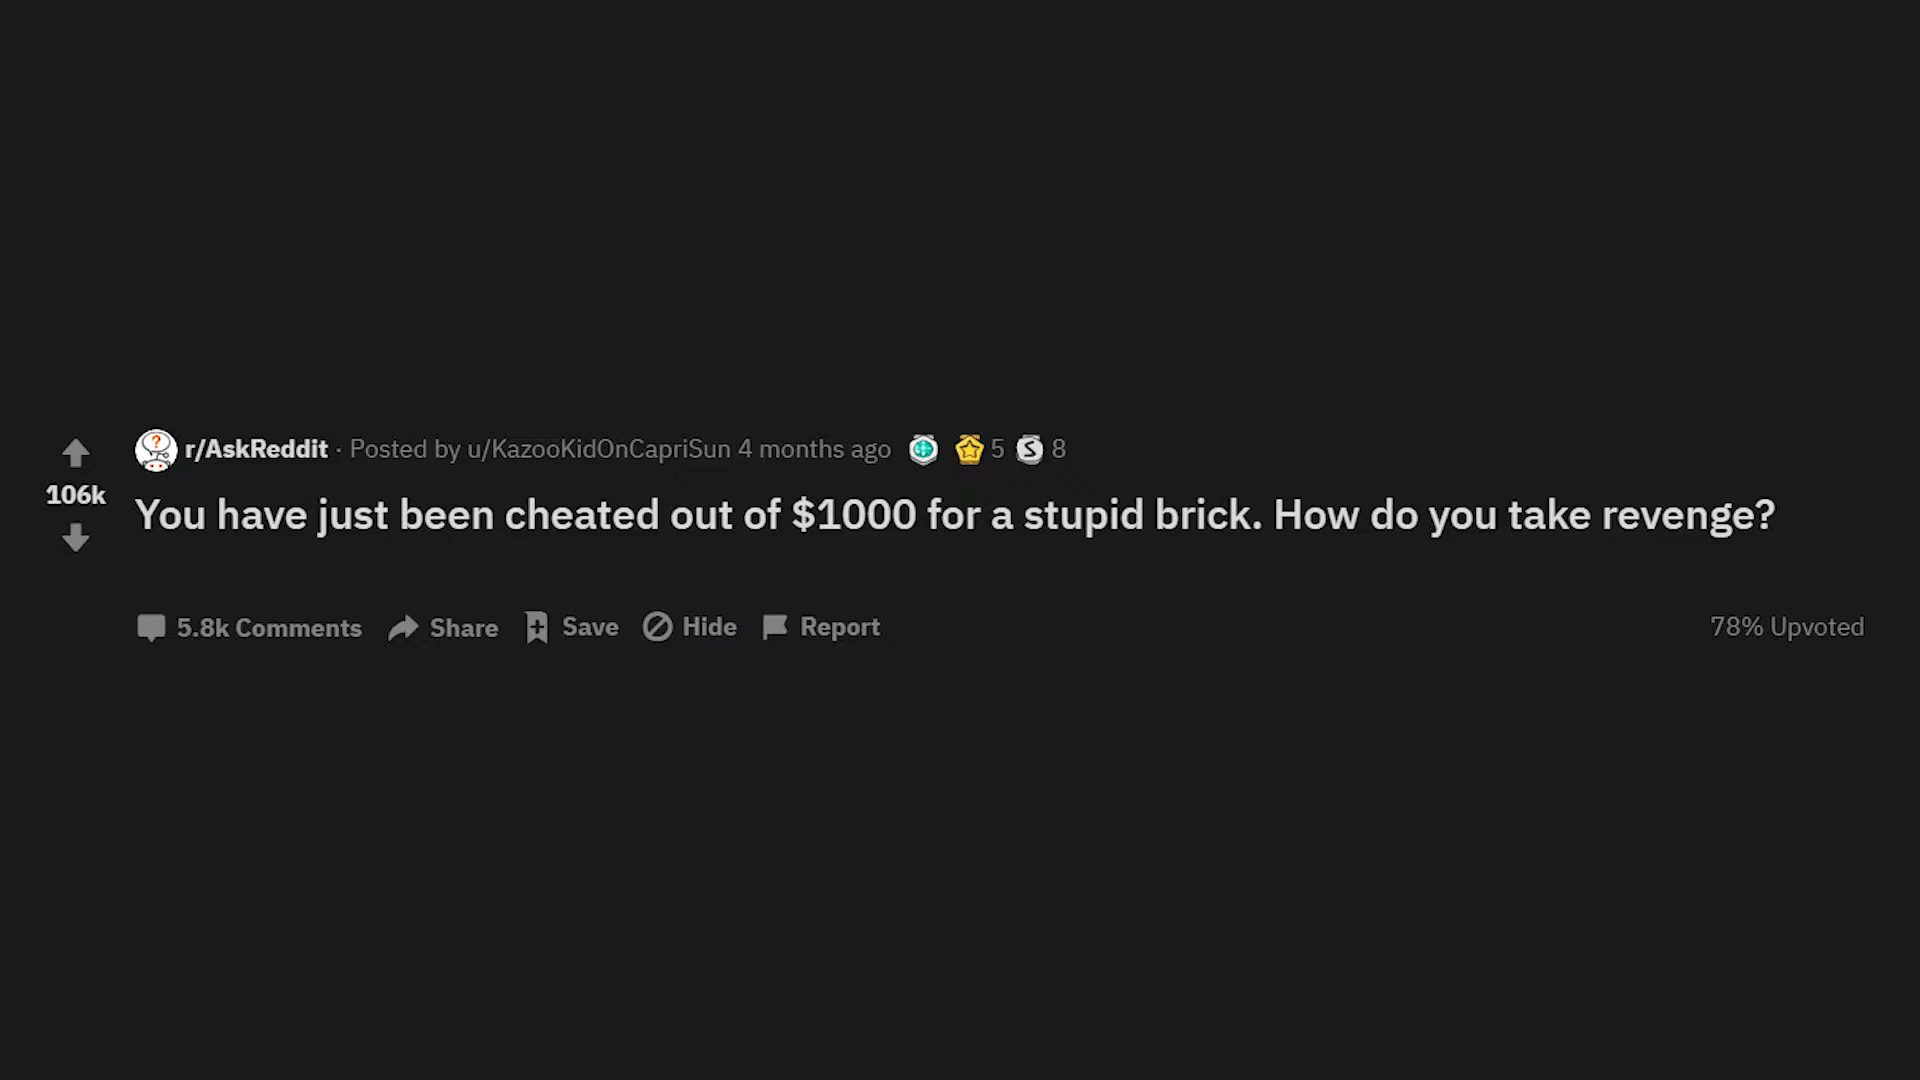 r/AskReddit · Posted by u/KazooKidOnCapriSun 4 months ago 5 S 8
106k
You have just been cheated out of $1000 for a stupid brick. How do you take revenge?
5.8k Comments Share Save Hide Report 78% Upvoted